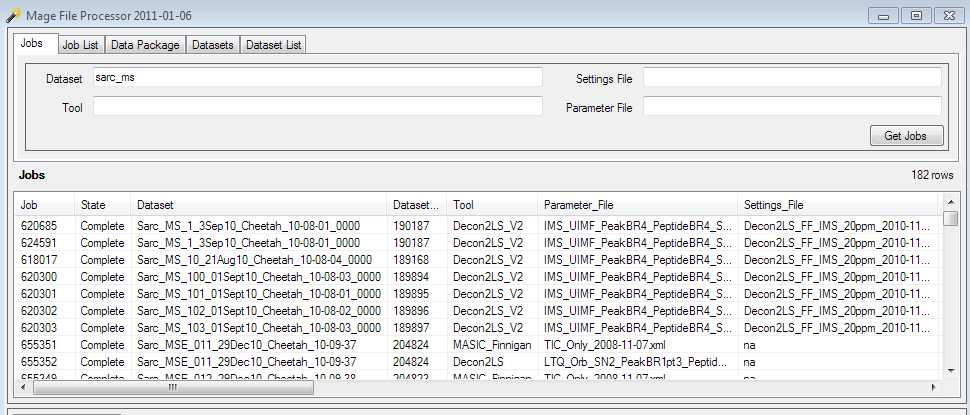 Mage File Processor 2011-01-06
Jobs Job List Data Package Datasets Dataset List
Dataset sarc_ms Settings File
Tool Parameter File
Get Jobs
Jobs 182 rows
Job State Dataset Dataset... Tool Parameter_File Settings_File
620685 Complete Sarc_MS_1_3Sep10_Cheetah_10-08-01_0000 190187 Decon2LS_V2 IMS_UIMF_PeakBR4_PeptideBR4_S... Decon2LS_FF_IMS_20ppm_2010-11...
624591 Complete Sarc_MS_1_3Sep10_Cheetah_10-08-01_0000 190187 Decon2LS_V2 IMS_UIMF_PeakBR4_PeptideBR4_S... Decon2LS_FF_IMS_20ppm_2010-11...
618017 Complete Sarc_MS_10_21Aug10_Cheetah_10-08-04_0000 189168 Decon2LS_V2 IMS_UIMF_PeakBR4_PeptideBR4_S... Decon2LS_FF_IMS_20ppm_2010-11...
620300 Complete Sarc_MS_100_01Sept10_Cheetah_10-08-03_0000 189894 Decon2LS_V2 IMS_UIMF_PeakBR4_PeptideBR4_S... Decon2LS_FF_IMS_20ppm_2010-11...
620301 Complete Sarc_MS_101_01Sept10_Cheetah_10-08-01_0000 189895 Decon2LS_V2 IMS_UIMF_PeakBR4_PeptideBR4_S... Decon2LS_FF_IMS_20ppm_2010-11...
620302 Complete Sarc_MS_102_01Sept10_Cheetah_10-08-02_0000 189896 Decon2LS_V2 IMS_UIMF_PeakBR4_PeptideBR4_S... Decon2LS_FF_IMS_20ppm_2010-11...
620303 Complete Sarc_MS_103_01Sept10_Cheetah_10-08-03_0000 189897 Decon2LS_V2 IMS_UIMF_PeakBR4_PeptideBR4_S... Decon2LS_FF_IMS_20ppm_2010-11...
655351 Complete Sarc_MSE_011_29Dec10_Cheetah_10-09-37 204824 MASIC_Finnigan TIC_Only_2008-11-07.xml na
655352 Complete Sarc_MSE_011_29Dec10_Cheetah_10-09-37 204824 Decon2LS LTQ_Orb_SN2_PeakBR1pt3_Peptid... na
655349 Complete Sarc_MSE_012_29Dec10_Cheetah_10-09-38 204823 MASIC_Finnigan TIC_Only_2008-11-07.xml na